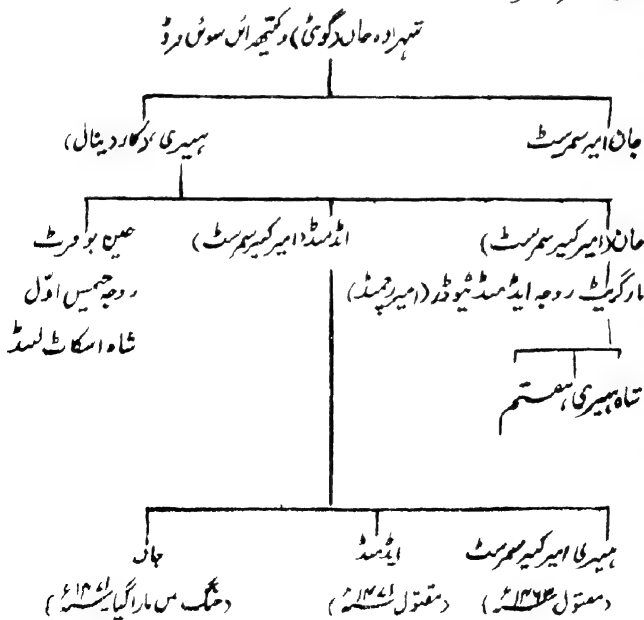 شہزادہ جان (گونٹ) و کیتھرائن سوئن فرڈ
جان امیر سمرسٹ
ہیری، (کارڈینال)
جان (امیر کبیر سمرسٹ)
اڈمنڈ (امیر کبیر سمرسٹ)
جین بوفرٹ
مارگریٹ زوجہ ایڈمنڈ ٹیوڈر (امیر رچمنڈ)
زوجہ جیمس اوّل
شاہ اسکاٹ لینڈ
شاہ ہیری ہفتم
ہیری امیر کبیر سمرسٹ
ایڈمنڈ
جان
(مقتول ۱۴۶۳ء)
(مقتول ۱۴۷۱ء)
(جنگ میں مارا گیا ۱۴۷۱ء)